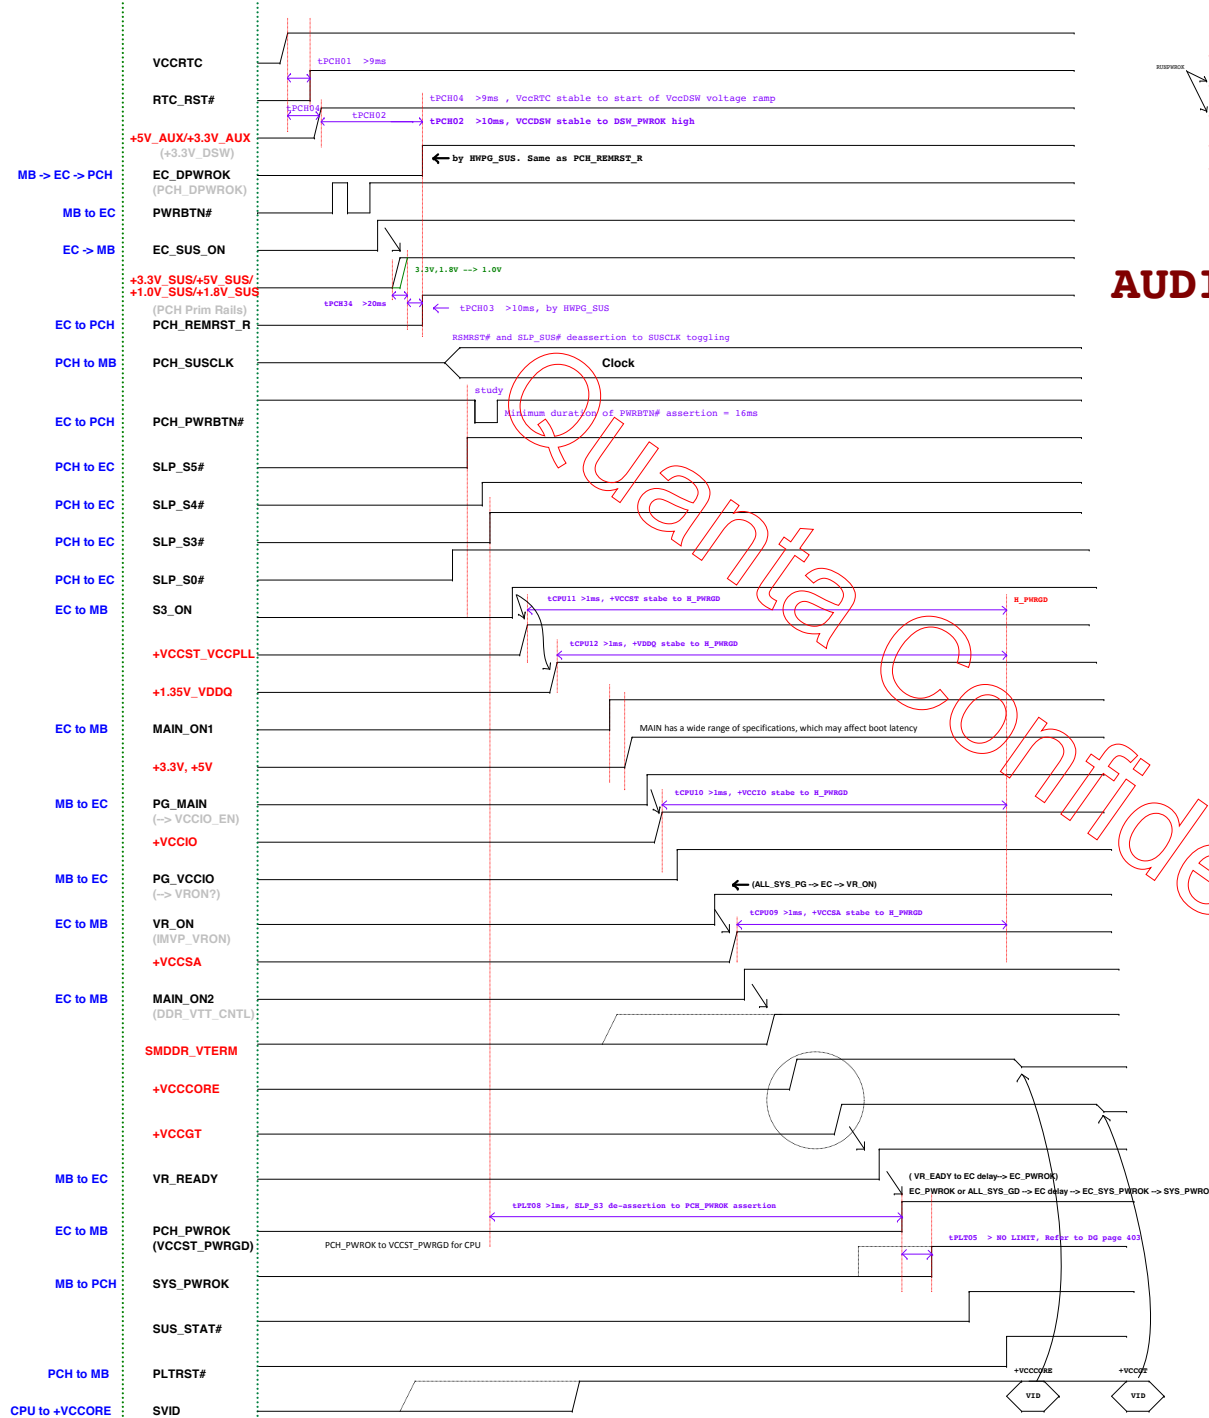 VCCRTC
tPCH01 >9ms
RUNPWROK
RTC_RST#
tPCH04
tPCH04 >9ms , VccRTC stable to start of VccDSW voltage ramp
tPCH02
tPCH02 >10ms, VCCDSW stable to DSW_PWROK high
+5V_AUX/+3.3V_AUX
(+3.3V_DSW)
by HWPG_SUS. Same as PCH_REMRST_R
MB -> EC -> PCH EC_DPWROK
(PCH_DPWROK)
MB to EC PWRBTN#
EC -> MB EC_SUS_ON
3.3V,1.8V --> 1.0V
+3.3V_SUS/+5V_SUS/
+1.0V_SUS/+1.8V_SUS
AUDI
tPCH34 >20ms
tPCH03 >10ms, by HWPG_SUS
(PCH Prim Rails)
EC to PCH PCH_REMRST_R
RSMRST# and SLP_SUS# deassertion to SUSCLK toggling
PCH to MB PCH_SUSCLK Clock
study
Minimum duration of PWRBTN# assertion = 16ms
EC to PCH PCH_PWRBTN#
PCH to EC SLP_S5#
PCH to EC SLP_S4#
PCH to EC SLP_S3#
PCH to EC SLP_S0#
tCPU11 >1ms, +VCCST stabe to H_PWRGD
H_PWRGD
EC to MB S3_ON
tCPU12 >1ms, +VDDQ stabe to H_PWRGD
+VCCST_VCCPLL
+1.35V_VDDQ
EC to MB MAIN_ON1
MAIN has a wide range of specifications, which may affect boot latency
+3.3V, +5V
tCPU10 >1ms, +VCCIO stabe to H_PWRGD
MB to EC PG_MAIN
(--> VCCIO_EN)
+VCCIO
MB to EC PG_VCCIO
(--> VRON?)
(ALL_SYS_PG --> EC --> VR_ON)
tCPU09 >1ms, +VCCSA stabe to H_PWRGD
EC to MB VR_ON
(IMVP_VRON)
+VCCSA
EC to MB MAIN_ON2
(DDR_VTT_CNTL)
SMDDR_VTERM
+VCCCORE
+VCCGT
MB to EC VR_READY
( VR_EADY to EC delay--> EC_PWROK)
EC_PWROK or ALL_SYS_GD --> EC delay --> EC_SYS_PWROK --> SYS_PWRO
tPLT08 >1ms, SLP_S3 de-assertion to PCH_PWROK assertion
EC to MB PCH_PWROK
(VCCST_PWRGD)
PCH_PWROK to VCCST_PWRGD for CPU
tPLT05 > NO LIMIT, Refer to DG page 403
MB to PCH SYS_PWROK
SUS_STAT#
PCH to MB PLTRST#
+VCCCORE
+VCCGT
VID
VID
CPU to +VCCORE SVID
Quanta Confide